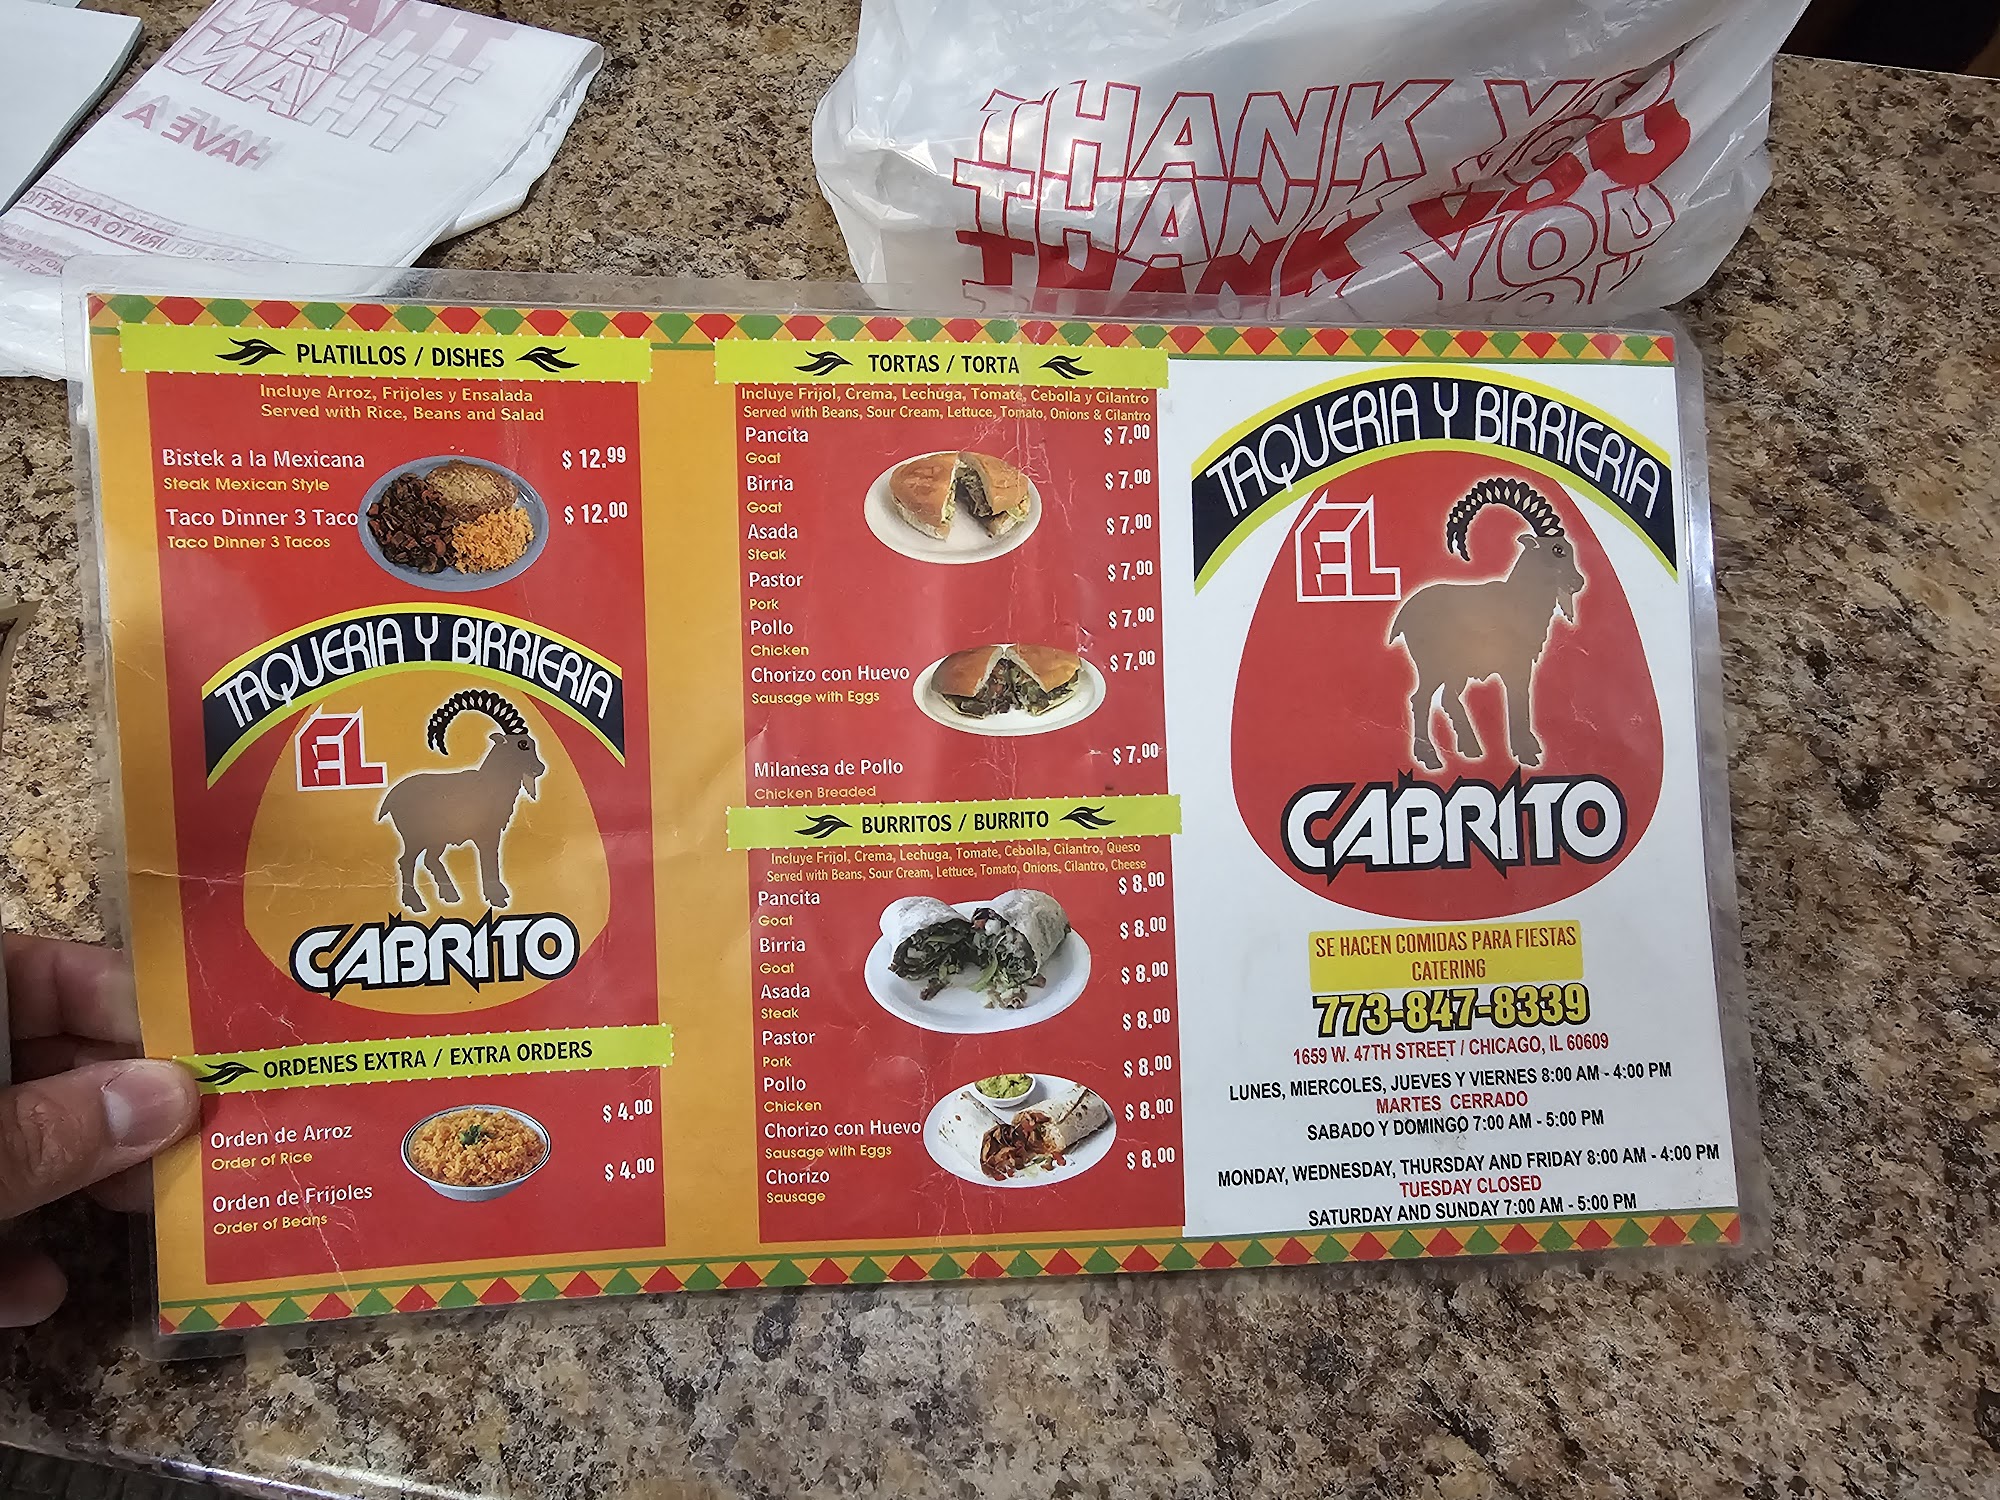 THANK YOU
THANK YOU
THANK YOU
HAVE A
PLATILLOS / DISHES
Incluye Arroz, Frijoles y Ensalada
Served with Rice, Beans and Salad
Bistek a la Mexicana $ 12.99
Steak Mexican Style
Taco Dinner 3 Taco $ 12.00
Taco Dinner 3 Tacos
TAQUERIA Y BIRRIERIA
EL
CABRITO
ORDENES EXTRA / EXTRA ORDERS
Orden de Arroz $ 4.00
Order of Rice
Orden de Frijoles $ 4.00
Order of Beans
TORTAS / TORTA
Incluye Frijol, Crema, Lechuga, Tomate, Cebolla y Cilantro
Served with Beans, Sour Cream, Lettuce, Tomato, Onions & Cilantro
Pancita $ 7.00
Goat
Birria $ 7.00
Goat
Asada $ 7.00
Steak
Pastor $ 7.00
Pork
Pollo $ 7.00
Chicken
Chorizo con Huevo $ 7.00
Sausage with Eggs
Milanesa de Pollo $ 7.00
Chicken Breaded
BURRITOS / BURRITO
Incluye Frijol, Crema, Lechuga, Tomate, Cebolla, Cilantro, Queso
Served with Beans, Sour Cream, Lettuce, Tomato, Onions, Cilantro, Cheese
Pancita $ 8.00
Goat
Birria $ 8.00
Goat
Asada $ 8.00
Steak
Pastor $ 8.00
Pork
Pollo $ 8.00
Chicken
Chorizo con Huevo $ 8.00
Sausage with Eggs
Chorizo $ 8.00
Sausage
TAQUERIA Y BIRRIERIA
EL
CABRITO
SE HACEN COMIDAS PARA FIESTAS
CATERING
773-847-8339
1659 W. 47TH STREET / CHICAGO, IL 60609
LUNES, MIERCOLES, JUEVES Y VIERNES 8:00 AM - 4:00 PM
MARTES CERRADO
SABADO Y DOMINGO 7:00 AM - 5:00 PM
MONDAY, WEDNESDAY, THURSDAY AND FRIDAY 8:00 AM - 4:00 PM
TUESDAY CLOSED
SATURDAY AND SUNDAY 7:00 AM - 5:00 PM